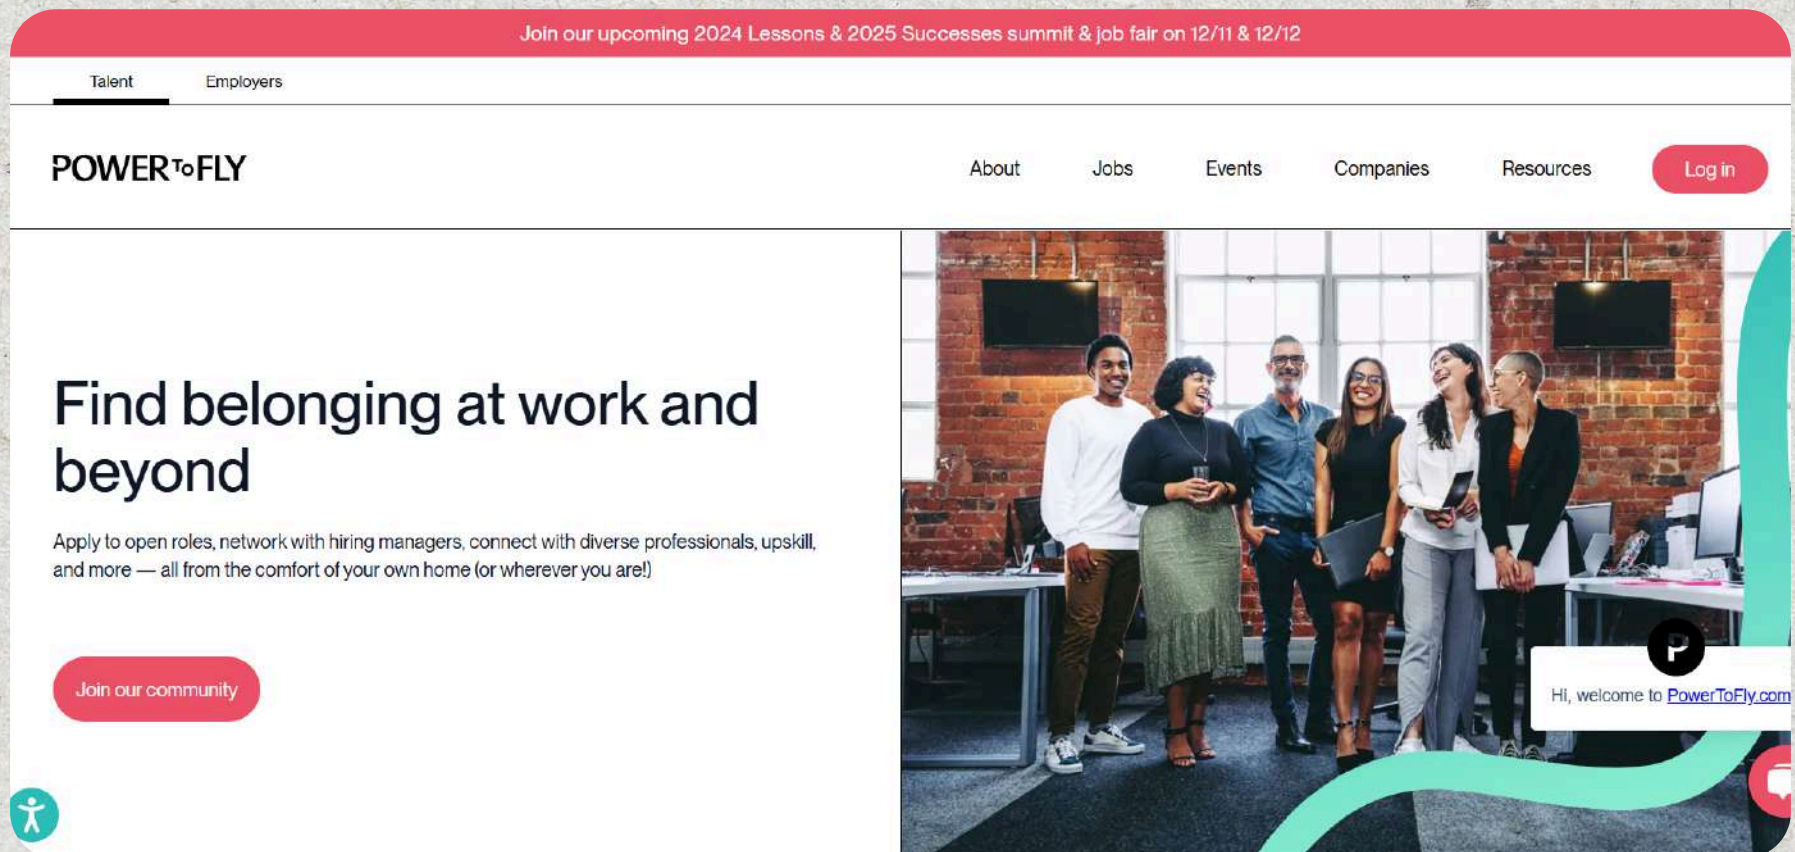 Join our upcoming 2024 Lessons & 2025 Successes summit & job fair on 12/11 & 12/12
Talent Employers
POWERTOFLY
About Jobs Events Companies Resources Log in
Find belonging at work and
beyond
Apply to open roles, network with hiring managers, connect with diverse professionals, upskill,
and more — all from the comfort of your own home (or wherever you are!)
Join our community
P
Hi, welcome to PowerToFly.com